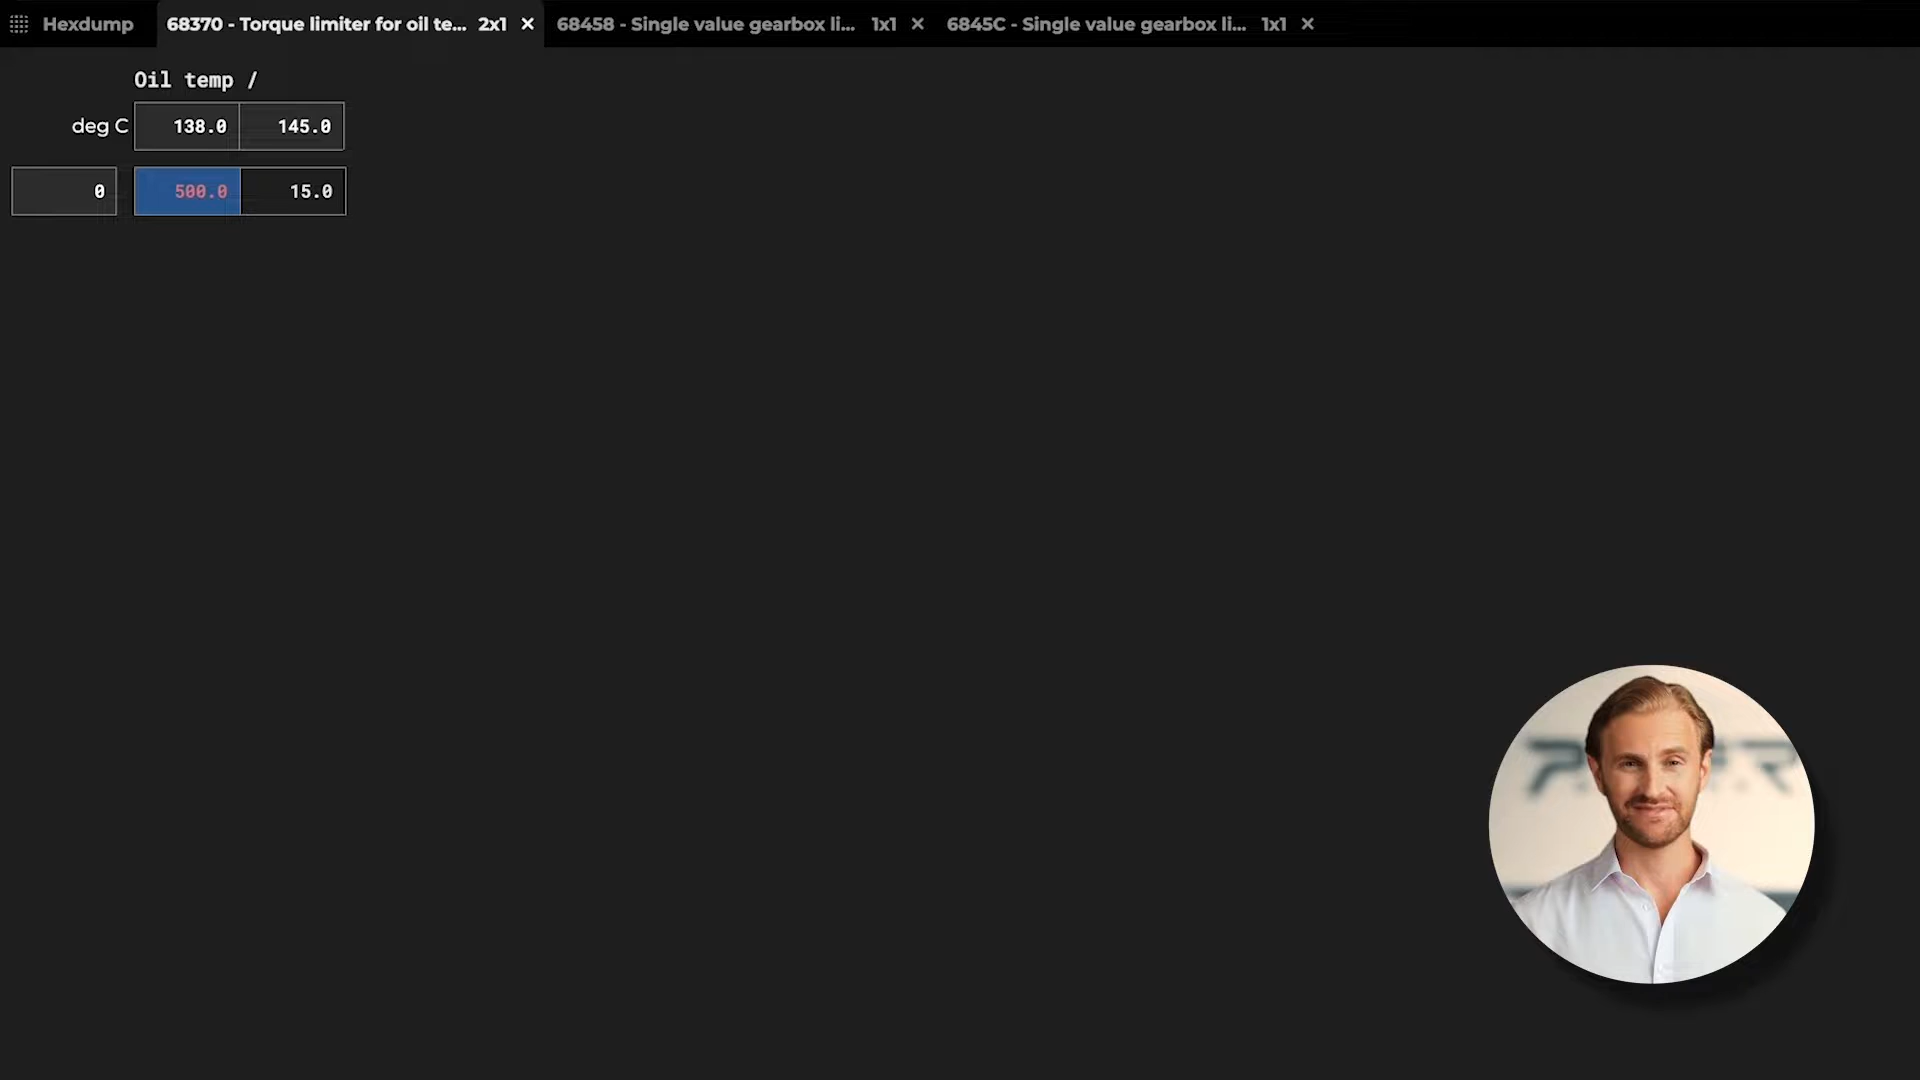 Hexdump 68370 - Torque limiter for oil te... 2x1 × 68458 - Single value gearbox li... 1x1 × 6845C - Single value gearbox li... 1x1 ×
Oil temp /
deg C 138.0 145.0
0 500.0 15.0